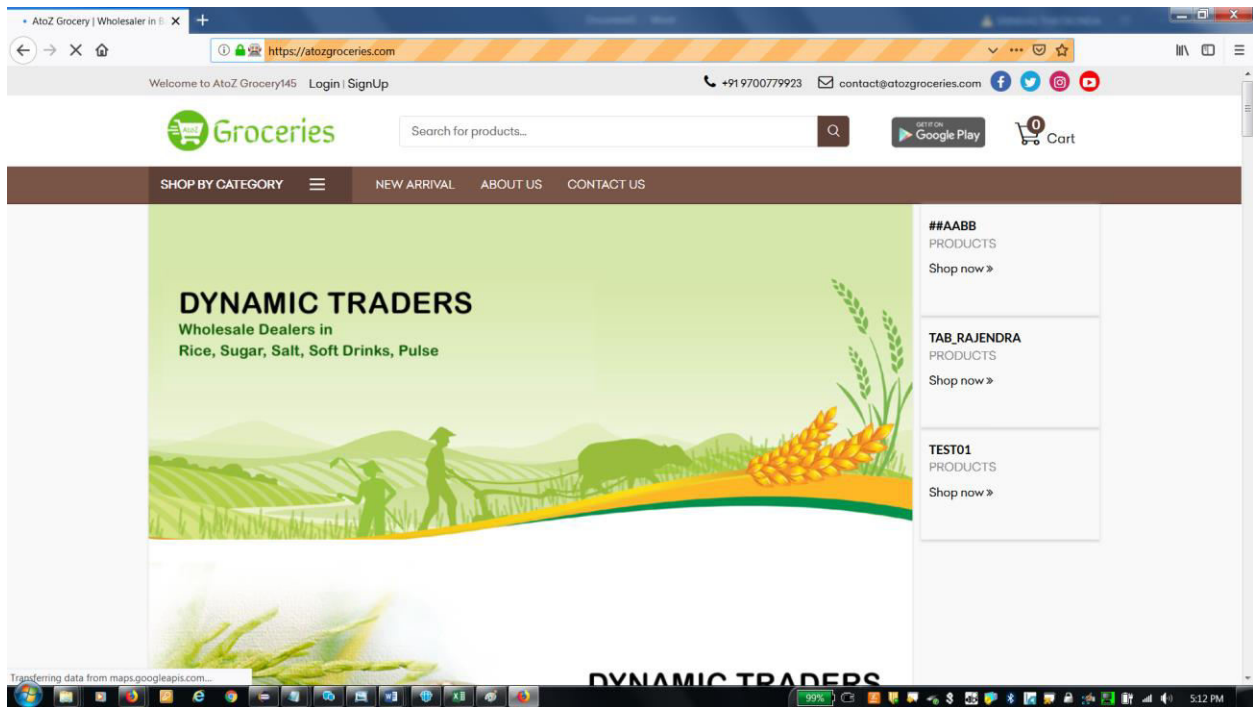 AtoZ Grocery | Wholesaler in B
https://atozgroceries.com
Welcome to AtoZ Grocery145 Login | SignUp
+91 9700779923 contact@atozgroceries.com
AtoZ Groceries
Search for products...
GET IT ON
Google Play
0
Cart
SHOP BY CATEGORY
NEW ARRIVAL ABOUT US CONTACT US
DYNAMIC TRADERS
Wholesale Dealers in
Rice, Sugar, Salt, Soft Drinks, Pulse
##AABB
PRODUCTS
Shop now »
TAB_RAJENDRA
PRODUCTS
Shop now »
TEST01
PRODUCTS
Shop now »
DYNAMIC TRADERS
Transferring data from maps.googleapis.com...
99%
5:12 PM